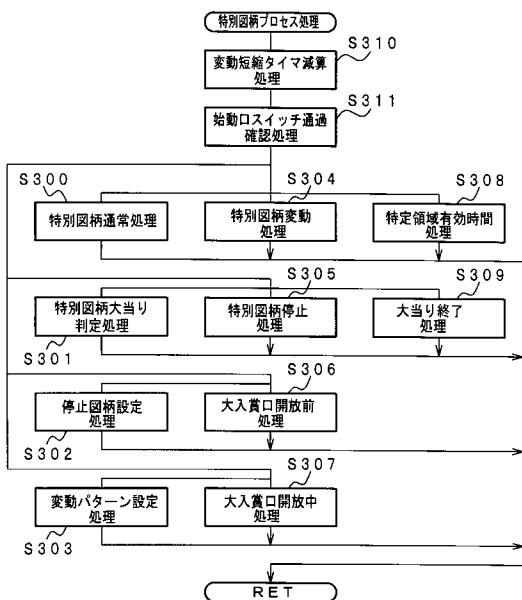 特別図柄プロセス処理
S310
変動短縮タイマ減算
処理
S311
始動口スイッチ通過
確認処理
S300
特別図柄通常処理
S304
特別図柄変動
処理
S308
特定領域有効時間
処理
特別図柄大当り
判定処理
S301
S305
特別図柄停止
処理
S309
大当り終了
処理
停止図柄設定
処理
S302
S306
大入賞口開放前
処理
変動パターン設定
処理
S303
S307
大入賞口開放中
処理
RET